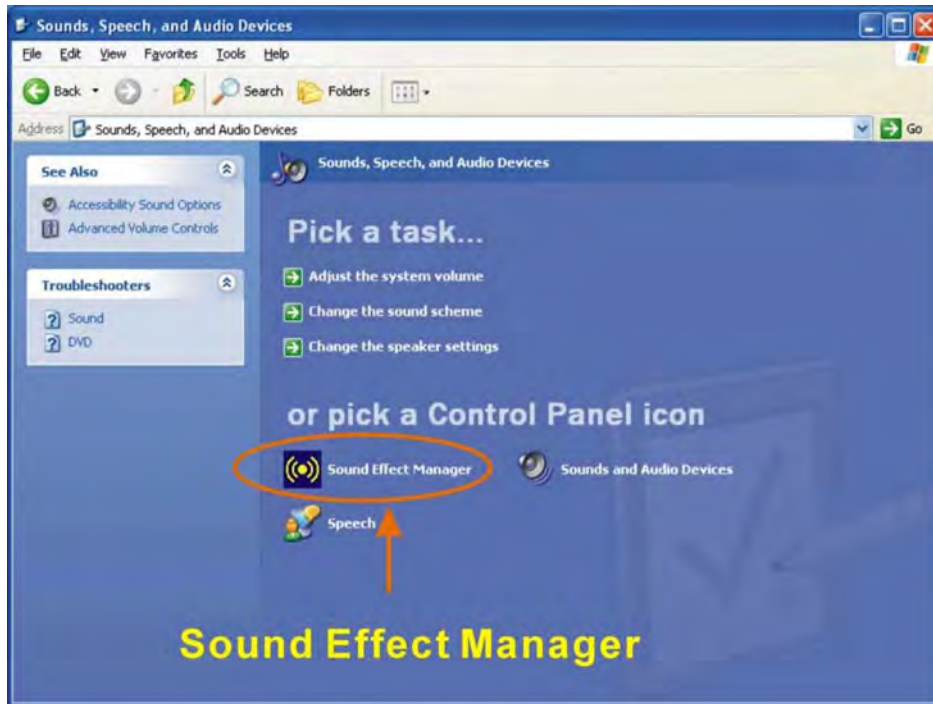 Sounds, Speech, and Audio Devices
File Edit View Favorites Tools Help
Back Search Folders
Address Sounds, Speech, and Audio Devices Go
See Also
Accessibility Sound Options
Advanced Volume Controls
Troubleshooters
Sound
DVD
Sounds, Speech, and Audio Devices
Pick a task...
Adjust the system volume
Change the sound scheme
Change the speaker settings
or pick a Control Panel icon
Sound Effect Manager Sounds and Audio Devices
Speech
Sound Effect Manager